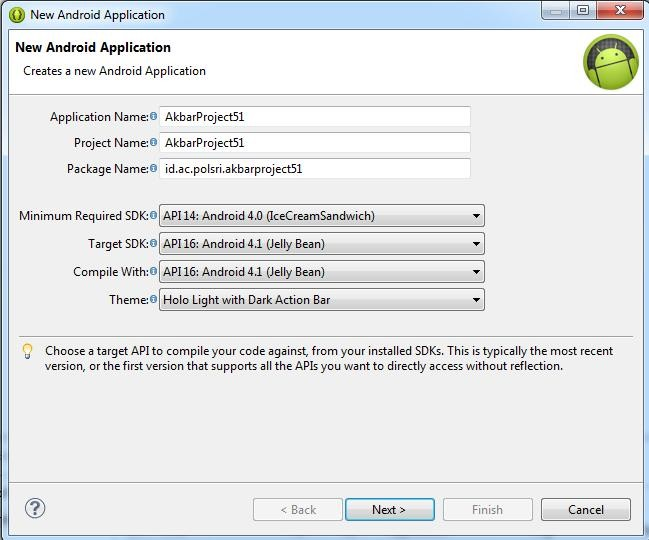 New Android Application
New Android Application
Creates a new Android Application
Application Name: AkbarProject51
Project Name: AkbarProject51
Package Name: id.ac.polsri.akbarproject51
Minimum Required SDK: API 14: Android 4.0 (IceCreamSandwich)
Target SDK: API 16: Android 4.1 (Jelly Bean)
Compile With: API 16: Android 4.1 (Jelly Bean)
Theme: Holo Light with Dark Action Bar
Choose a target API to compile your code against, from your installed SDKs. This is typically the most recent
version, or the first version that supports all the APIs you want to directly access without reflection.
? < Back Next > Finish Cancel